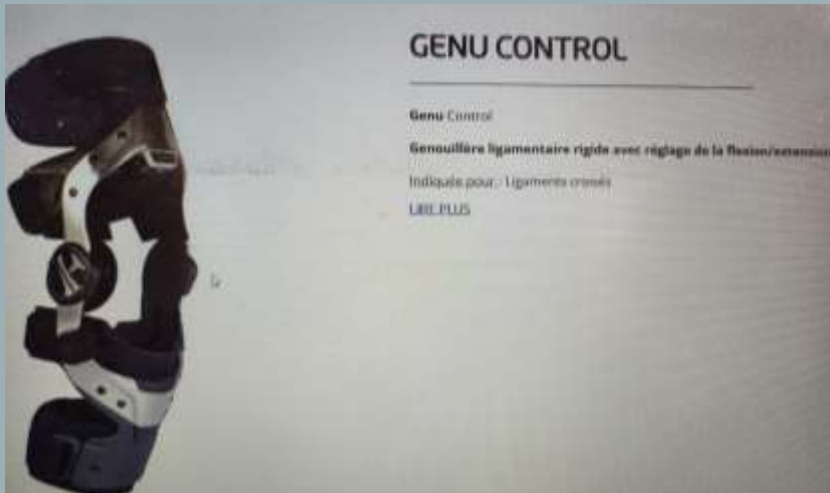 GENU CONTROL
Genu Control
Genouillère ligamentaire rigide avec réglage de la flexion/extension
Indiquée pour : Ligaments croisés
LIRE PLUS